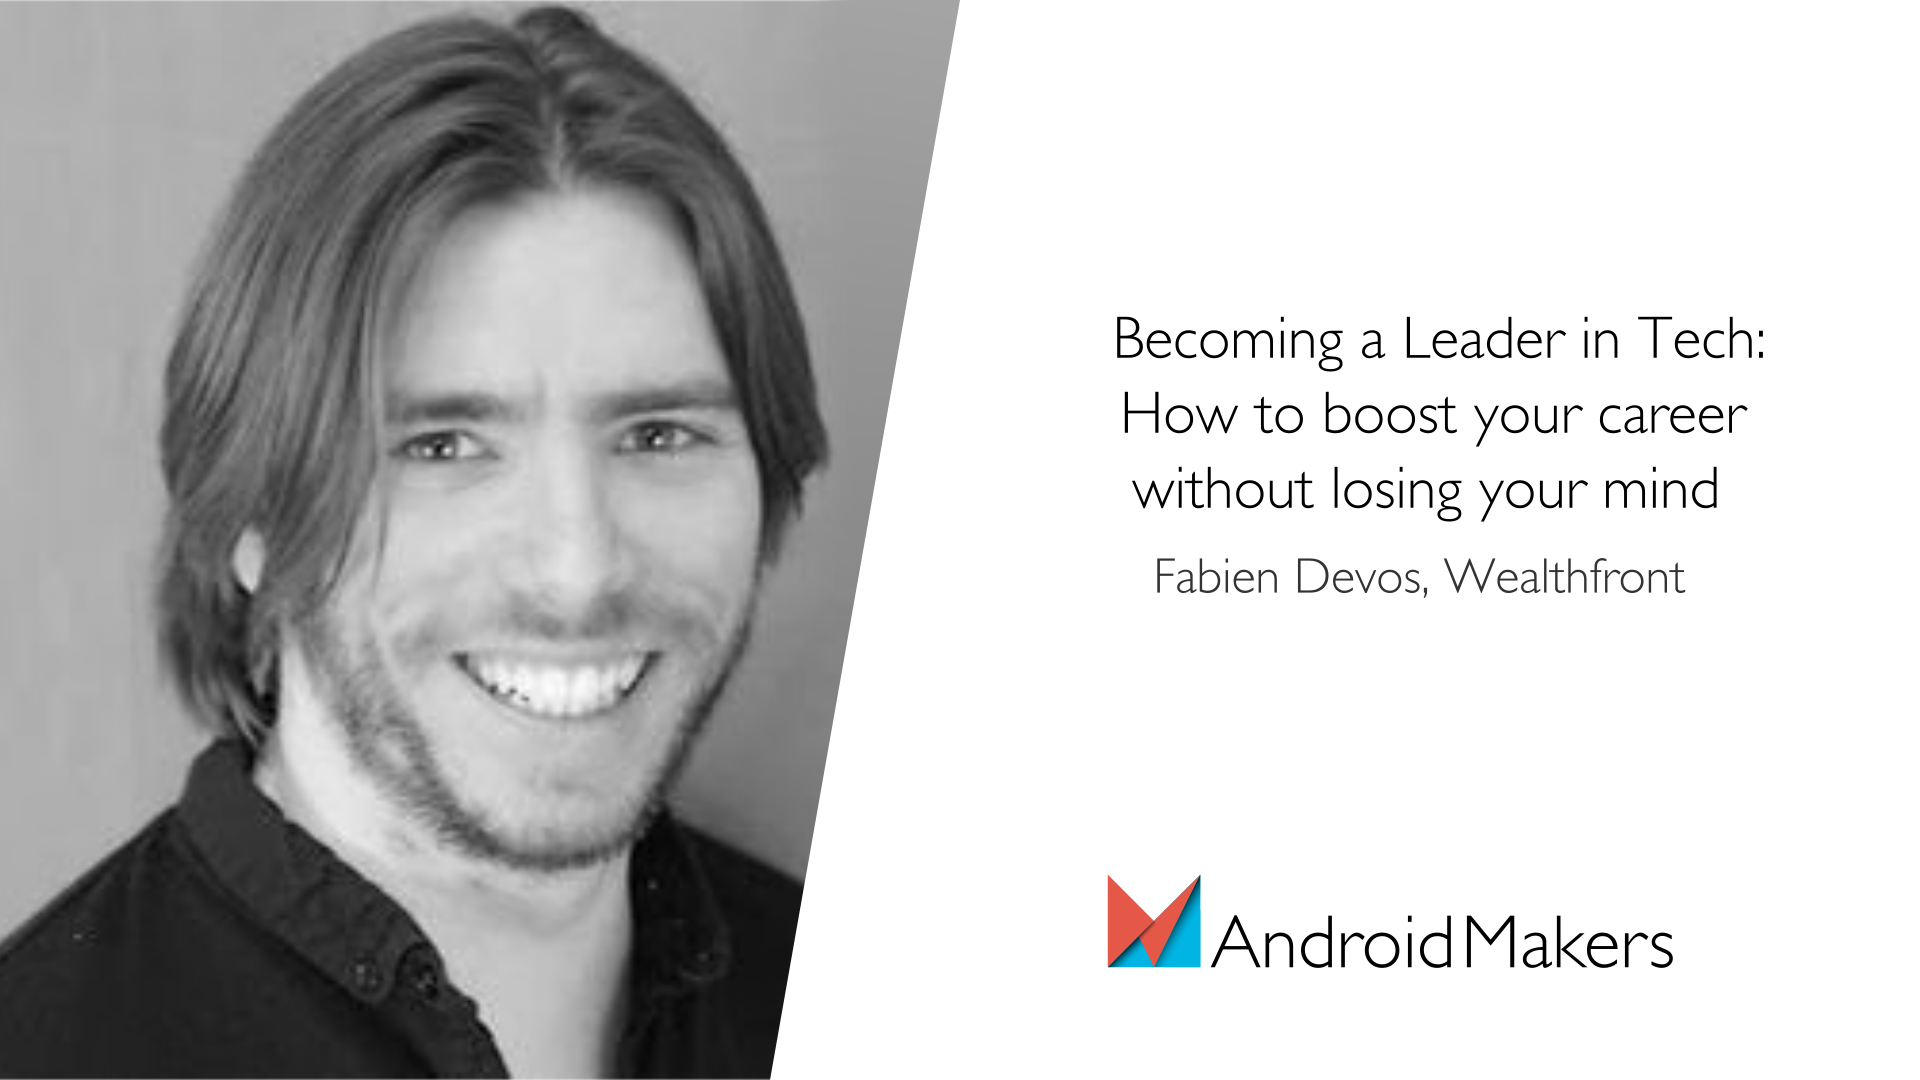 Becoming a Leader in Tech:
How to boost your career
without losing your mind
Fabien Devos, Wealthfront
AndroidMakers